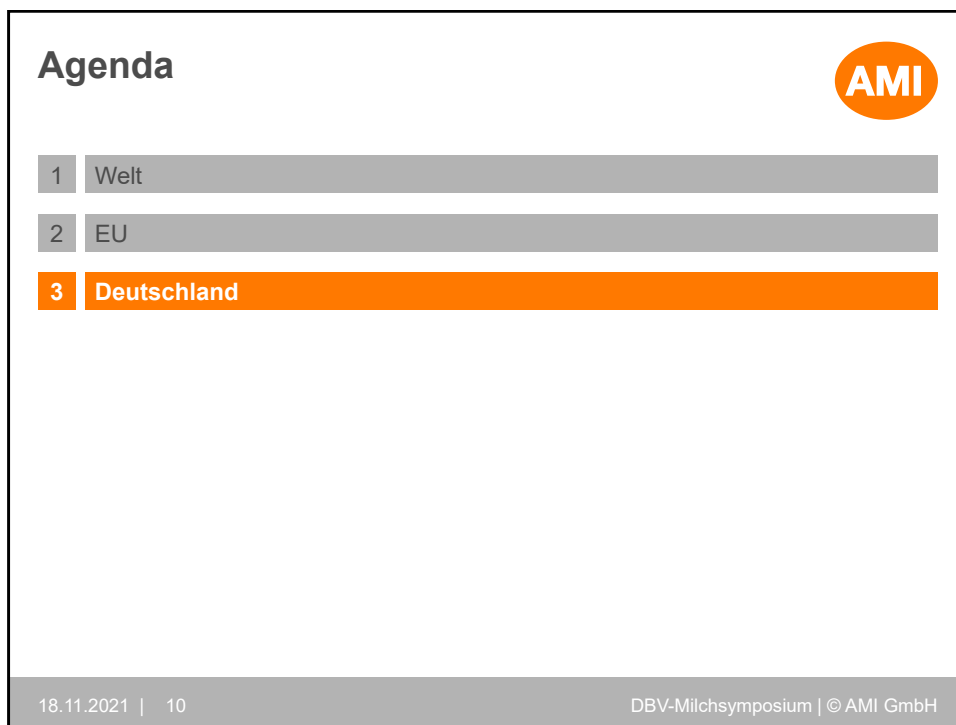 Agenda
AMI
1 Welt
2 EU
3 Deutschland
18.11.2021 | 10
DBV-Milchsymposium | © AMI GmbH